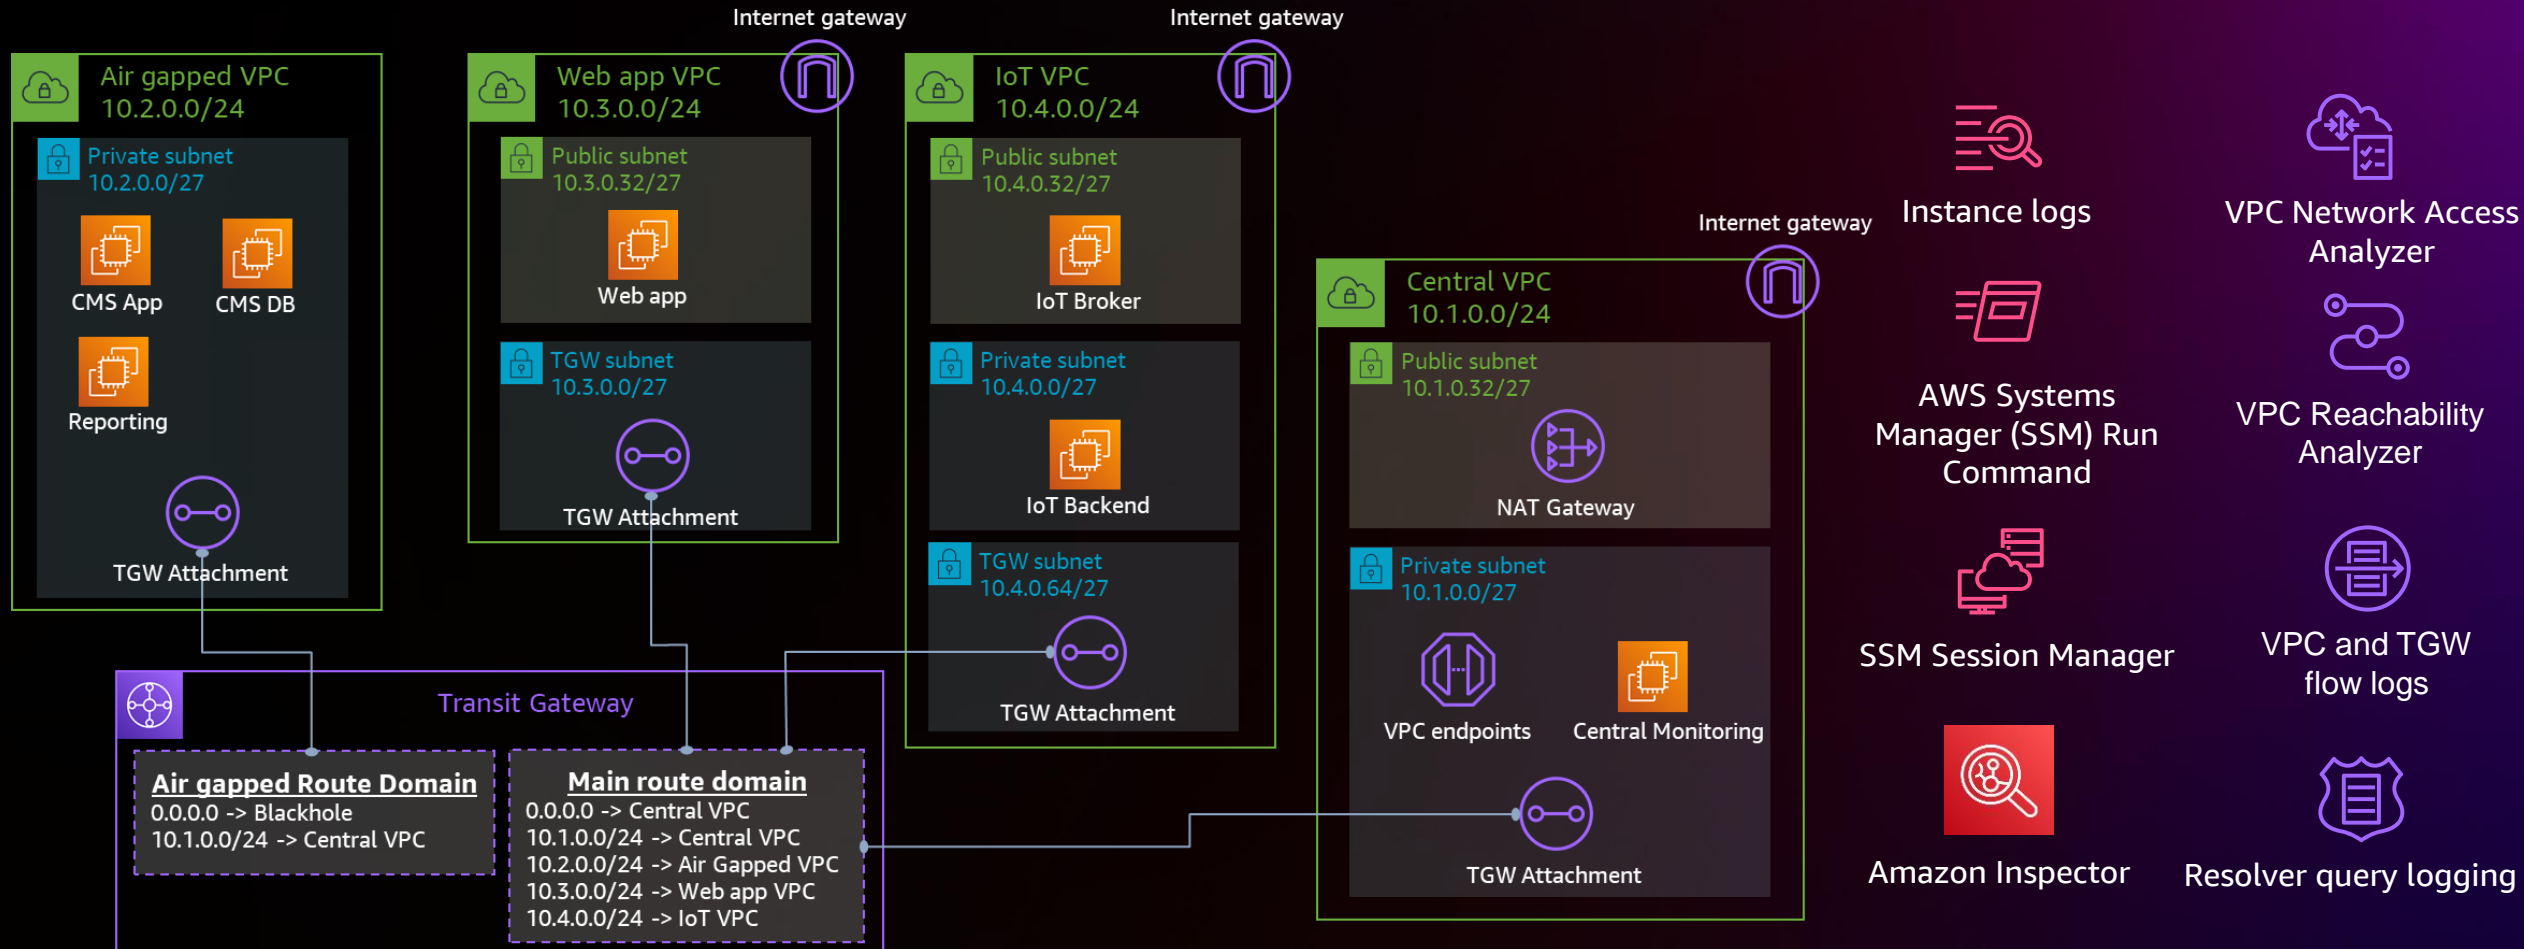 Internet gateway
Internet gateway
Air gapped VPC
10.2.0.0/24
Private subnet
10.2.0.0/27
CMS App
CMS DB
Reporting
TGW Attachment
Web app VPC
10.3.0.0/24
Public subnet
10.3.0.32/27
Web app
TGW subnet
10.3.0.0/27
TGW Attachment
IoT VPC
10.4.0.0/24
Public subnet
10.4.0.32/27
IoT Broker
Private subnet
10.4.0.0/27
IoT Backend
TGW subnet
10.4.0.64/27
TGW Attachment
Internet gateway
Central VPC
10.1.0.0/24
Public subnet
10.1.0.32/27
NAT Gateway
Private subnet
10.1.0.0/27
VPC endpoints
Central Monitoring
TGW Attachment
Transit Gateway
Air gapped Route Domain
0.0.0.0 -> Blackhole
10.1.0.0/24 -> Central VPC
Main route domain
0.0.0.0 -> Central VPC
10.1.0.0/24 -> Central VPC
10.2.0.0/24 -> Air Gapped VPC
10.3.0.0/24 -> Web app VPC
10.4.0.0/24 -> IoT VPC
Instance logs
AWS Systems
Manager (SSM) Run
Command
SSM Session Manager
Amazon Inspector
VPC Network Access
Analyzer
VPC Reachability
Analyzer
VPC and TGW
flow logs
Resolver query logging